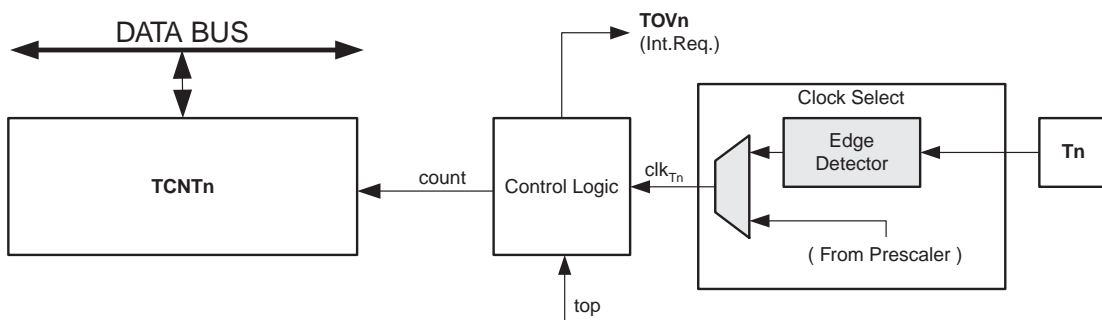 DATA BUS
TOVn
(Int.Req.)
Clock Select
Edge
Detector
Tn
TCNTn
count
Control Logic
clkTn
( From Prescaler )
top